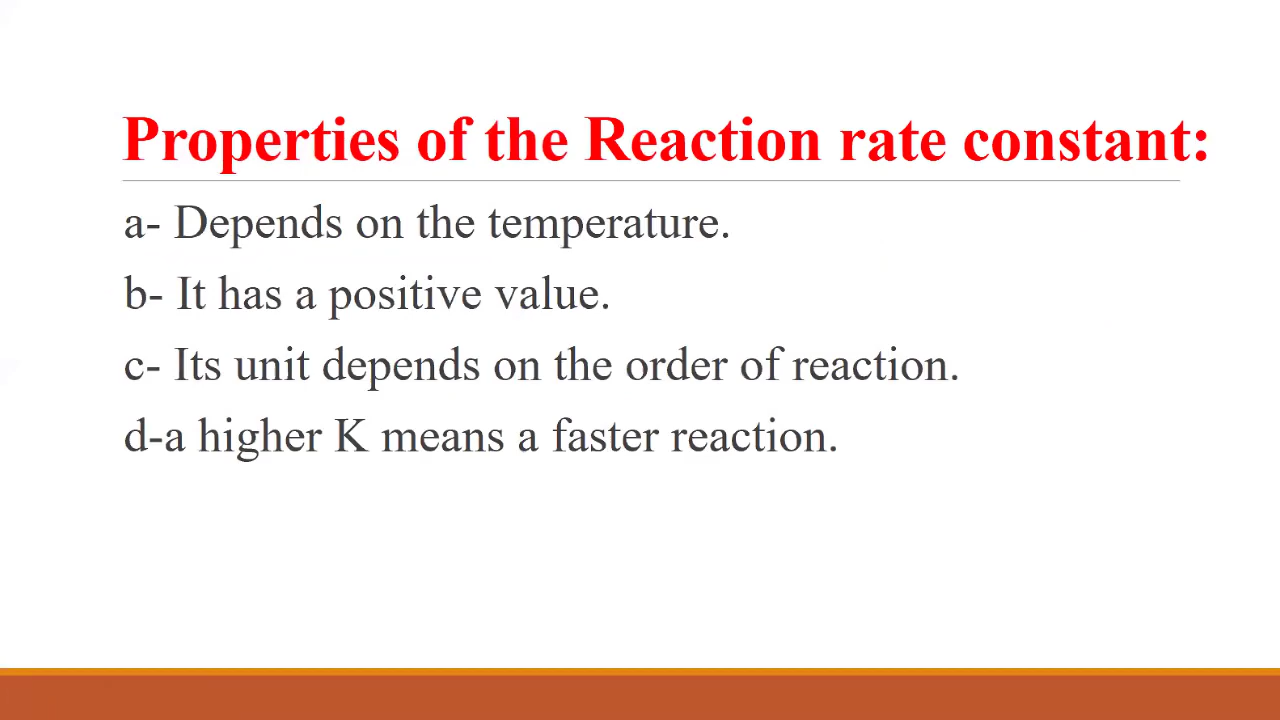 Properties of the Reaction rate constant:
a- Depends on the temperature.
b- It has a positive value.
c- Its unit depends on the order of reaction.
d-a higher K means a faster reaction.